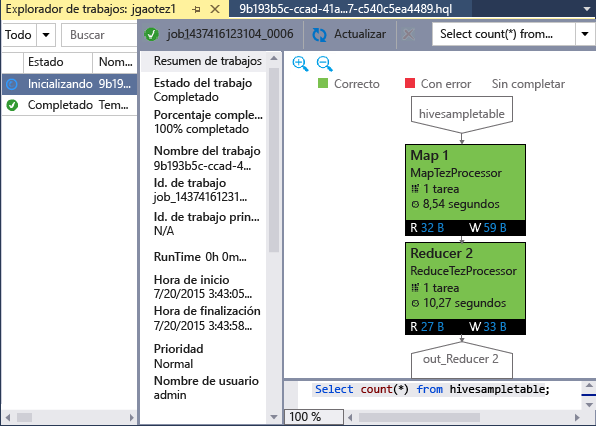 Explorador de trabajos: jgaotez1
9b193b5c-ccad-41a...7-c540c5ea4489.hql
Todo
Buscar
job_1437416123104_0006
Actualizar
Select count(*) from...
Estado
Nom...
Inicializando
9b19...
Completado
Tem...
Resumen de trabajos
Estado del trabajo
Completado
Porcentaje comple...
100% completado
Nombre del trabajo
9b193b5c-ccad-4...
Id. de trabajo
job_14374161231...
Id. de trabajo prin...
N/A
RunTime 0h 0m...
Hora de inicio
7/20/2015 3:43:05...
Hora de finalización
7/20/2015 3:43:58...
Prioridad
Normal
Nombre de usuario
admin
Correcto
Con error
Sin completar
hivesampletable
Map 1
MapTezProcessor
1 tarea
8,54 segundos
R 32 B W 59 B
Reducer 2
ReduceTezProcessor
1 tarea
10,27 segundos
R 27 B W 33 B
out_Reducer 2
Select count(*) from hivesampletable;
100 %